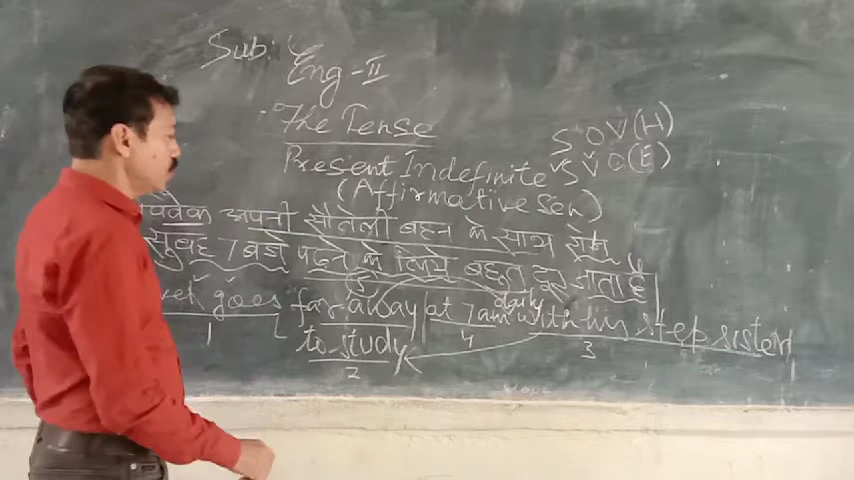 Sub:
Eng-II
The Tense
Present Indefinite
(Affirmative Sen)
S O V (H)
S V O (E)
विवेक अपनी सौतेली बहन के साथ रोज
सुबह 7 बजे पढ़ने के लिये बहुत दूर जाता है
goes far away at 7 am daily with his step sister
to study
1 4 3
2